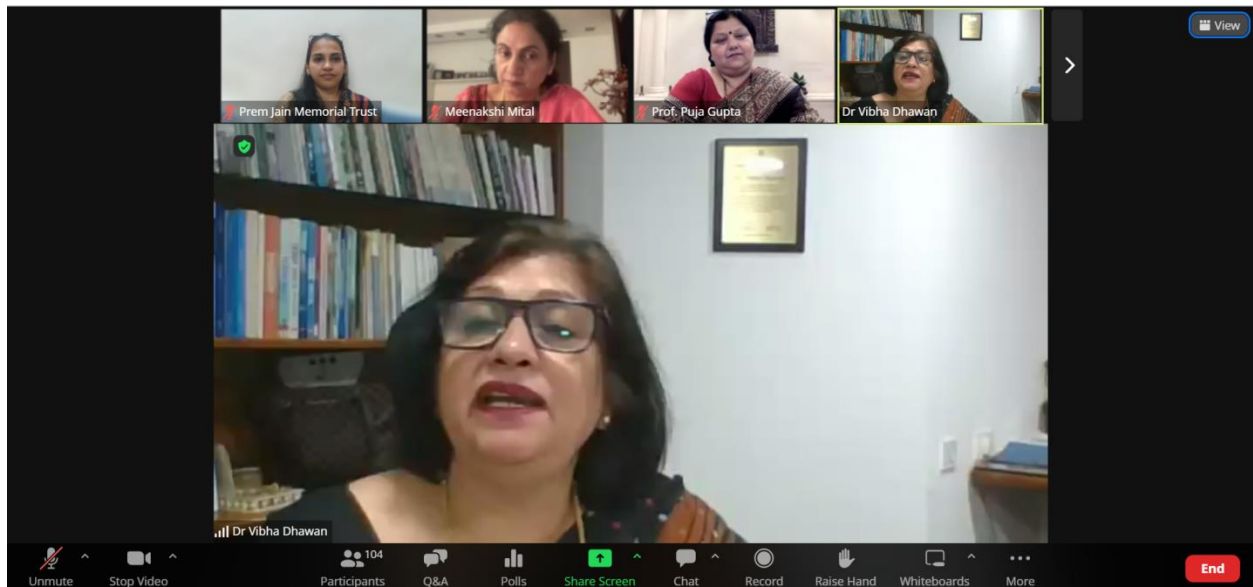 View
Prem Jain Memorial Trust
Meenakshi Mital
Prof. Puja Gupta
Dr Vibha Dhawan
Dr Vibha Dhawan
Unmute
Stop Video
104
Participants
Q&A
Polls
Share Screen
Chat
Record
Raise Hand
Whiteboards
More
End